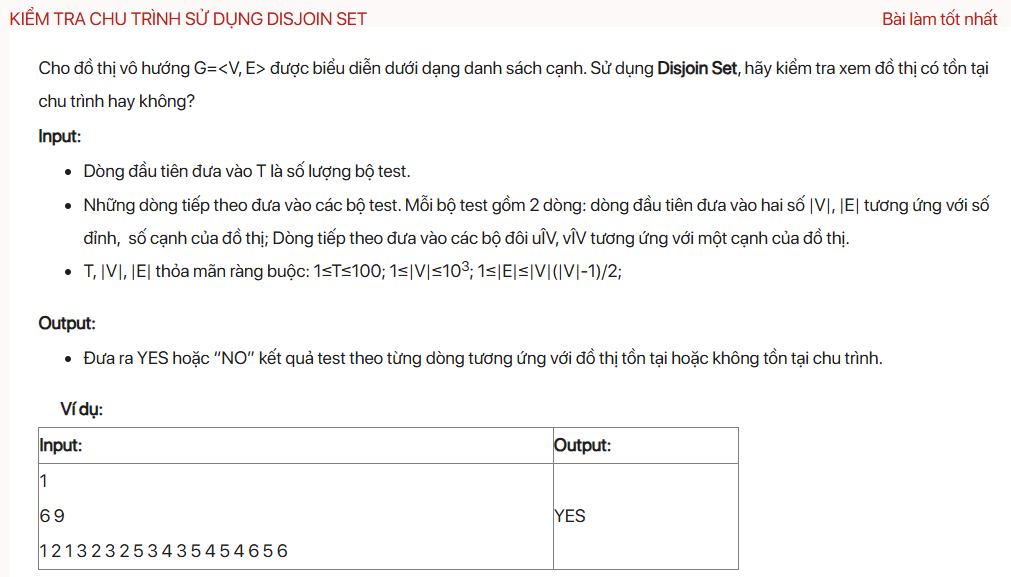 KIỂM TRA CHU TRÌNH SỬ DỤNG DISJOIN SET
Bài làm tốt nhất
Cho đồ thị vô hướng G=<V, E> được biểu diễn dưới dạng danh sách cạnh. Sử dụng Disjoin Set, hãy kiểm tra xem đồ thị có tồn tại
chu trình hay không?
Input:
• Dòng đầu tiên đưa vào T là số lượng bộ test.
• Những dòng tiếp theo đưa vào các bộ test. Mỗi bộ test gồm 2 dòng: dòng đầu tiên đưa vào hai số |V|, |E| tương ứng với số
đỉnh, số cạnh của đồ thị; Dòng tiếp theo đưa vào các bộ đôi uÎV, vÎV tương ứng với một cạnh của đồ thị.
• T, |V|, |E| thỏa mãn ràng buộc: 1≤T≤100; 1≤|V|≤10³; 1≤|E|≤|V|(|V|-1)/2;
Output:
• Đưa ra YES hoặc “NO” kết quả test theo từng dòng tương ứng với đồ thị tồn tại hoặc không tồn tại chu trình.
Ví dụ:
Input:
Output:
1
6 9
YES
1 2 1 3 2 3 2 5 3 4 3 5 4 5 4 6 5 6